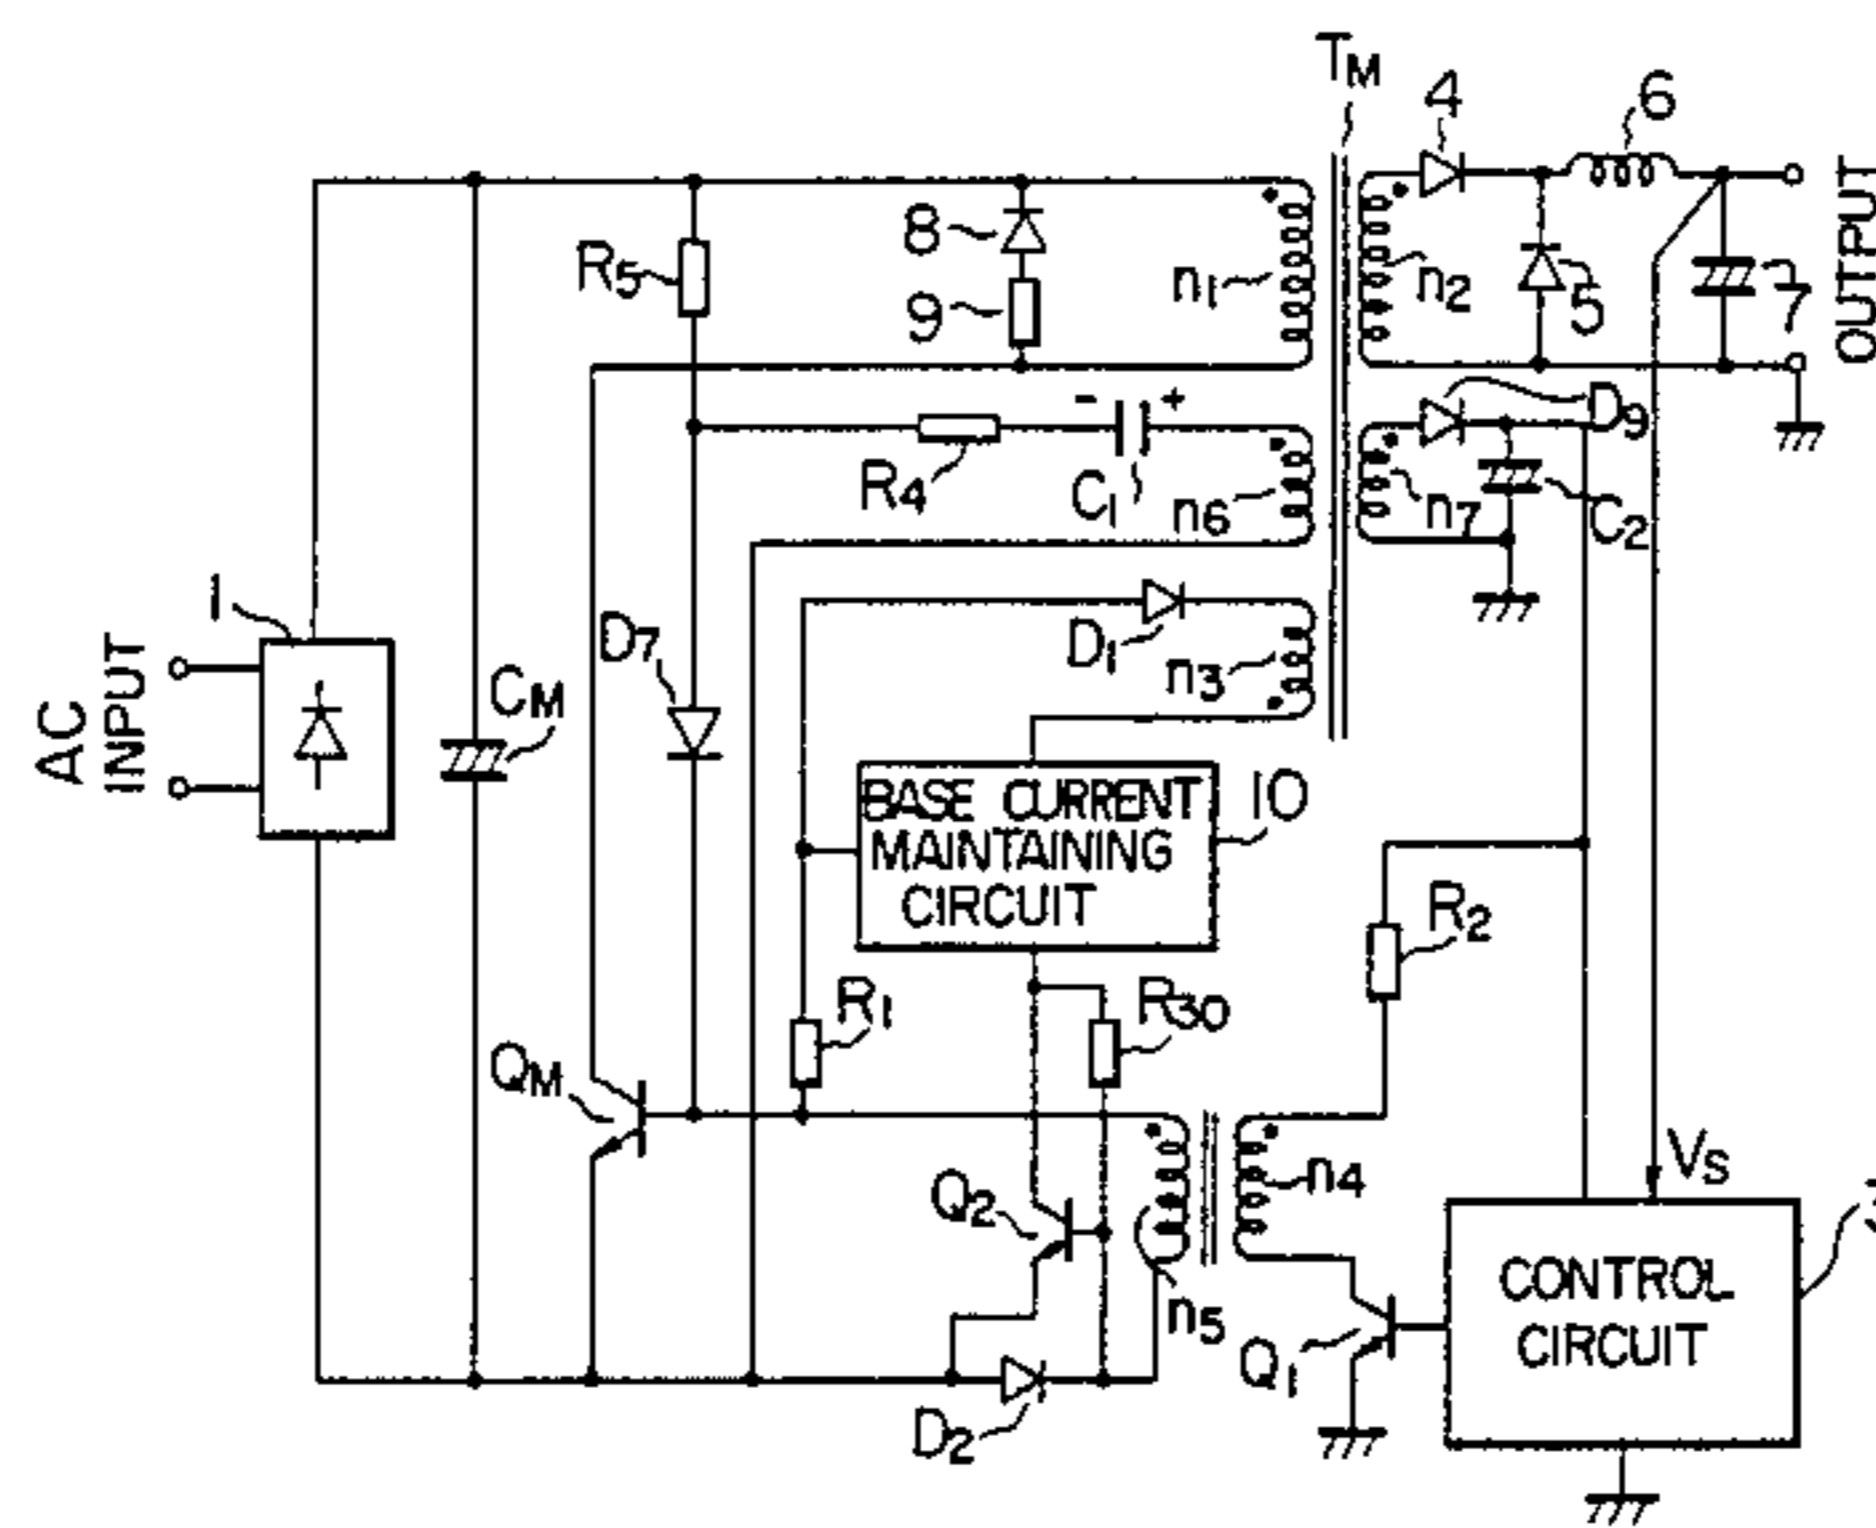 TM
4
6
8
R5
9
n1
n2
5
7
OUTPUT
D9
R4
C1
n6
n7
C2
- +
1
D7
D1
n3
AC
INPUT
CM
BASE CURRENT
MAINTAINING
CIRCUIT
10
R2
R1
R30
QM
Q2
n5
n4
VS
CONTROL
CIRCUIT
Q1
D2